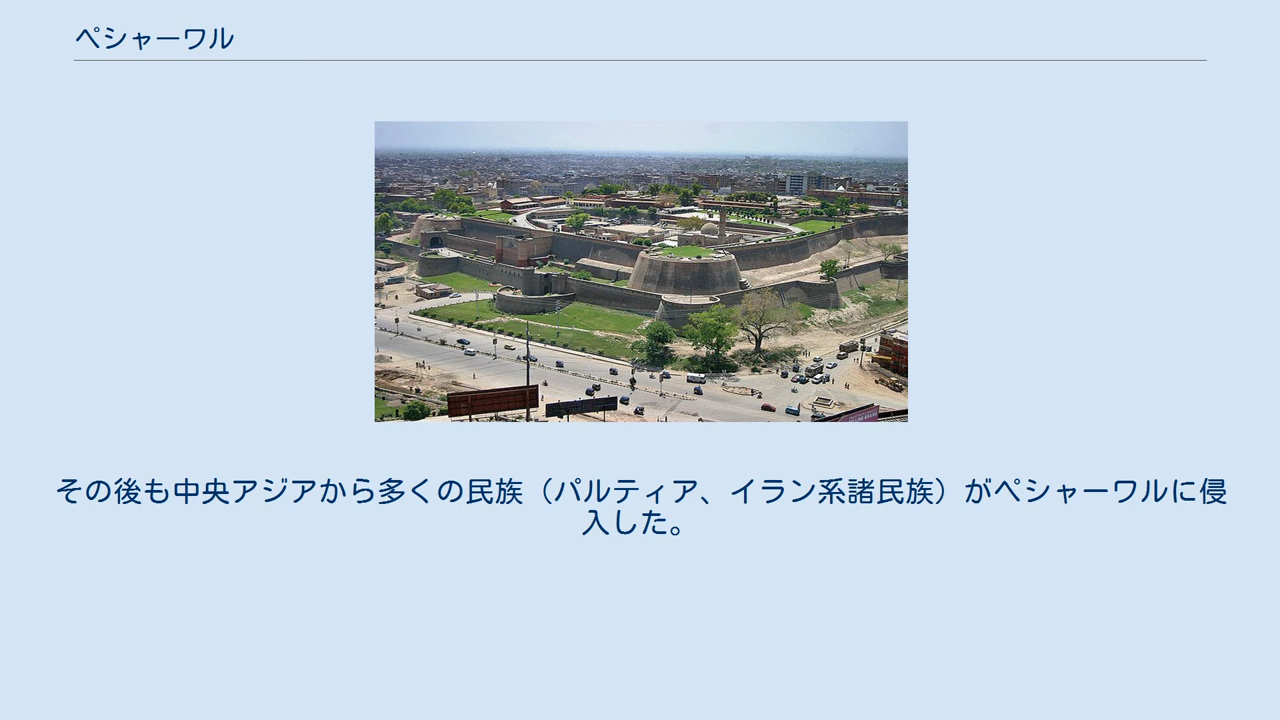 ペシャーワル
その後も中央アジアから多くの民族（パルティア、イラン系諸民族）がペシャーワルに侵
入した。